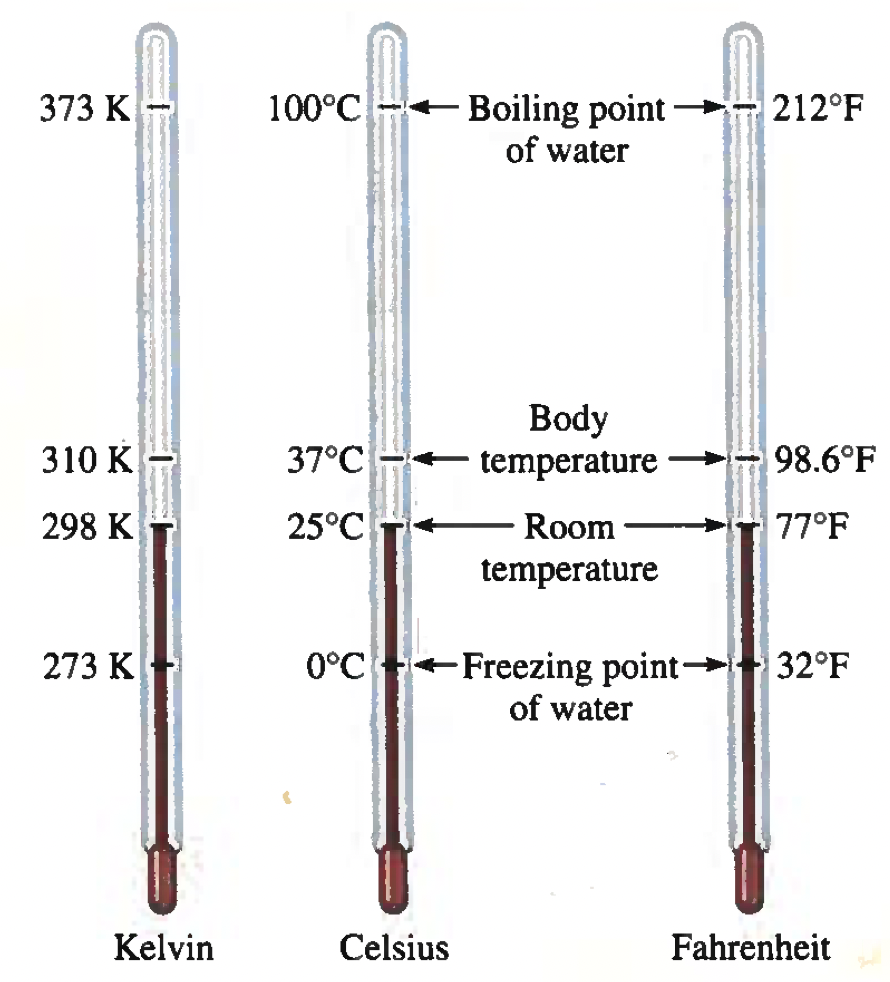 373 K 100°C Boiling point 212°F
of water
Body
310 K 37°C temperature 98.6°F
298 K 25°C Room 77°F
temperature
273 K 0°C Freezing point 32°F
of water
Kelvin Celsius Fahrenheit